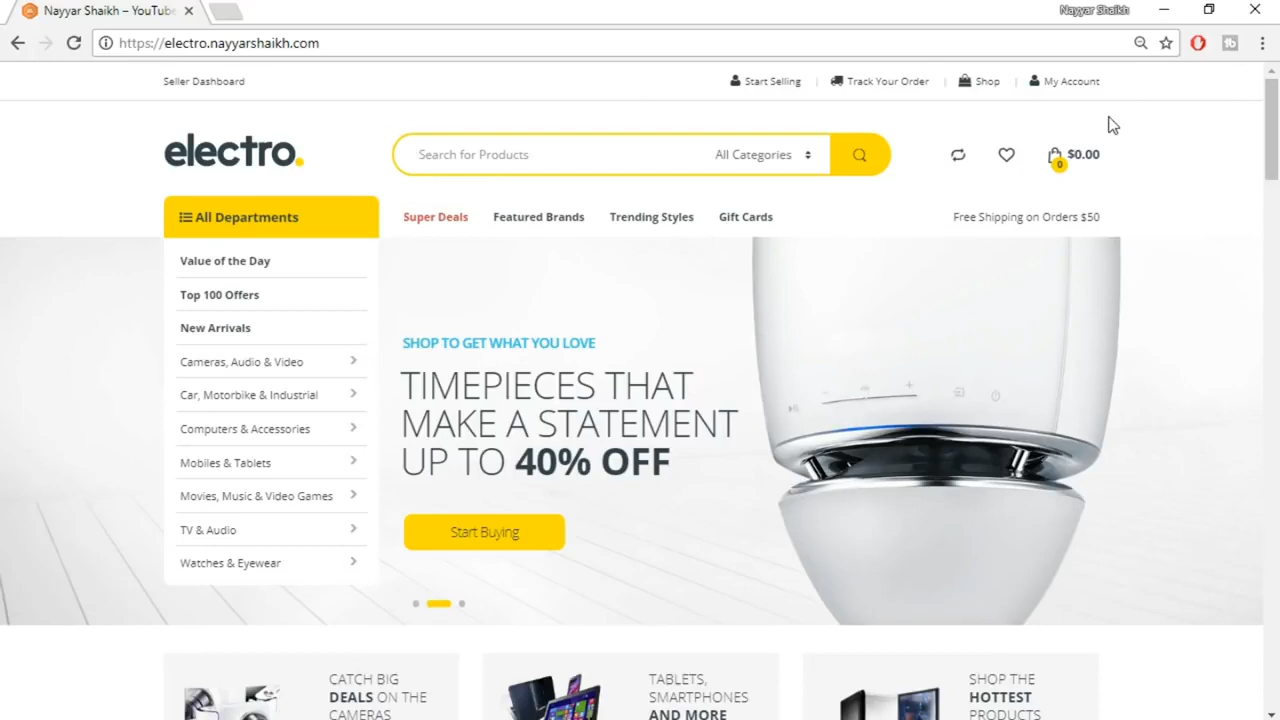 Nayyar Shaikh – YouTube
Nayyar Shaikh
https://electro.nayyarshaikh.com
Seller Dashboard
Start Selling
Track Your Order
Shop
My Account
electro.
Search for Products
All Categories
0
$0.00
All Departments
Super Deals
Featured Brands
Trending Styles
Gift Cards
Free Shipping on Orders $50
Value of the Day
Top 100 Offers
New Arrivals
Cameras, Audio & Video
Car, Motorbike & Industrial
Computers & Accessories
Mobiles & Tablets
Movies, Music & Video Games
TV & Audio
Watches & Eyewear
SHOP TO GET WHAT YOU LOVE
TIMEPIECES THAT
MAKE A STATEMENT
UP TO 40% OFF
Start Buying
CATCH BIG
DEALS ON THE
CAMERAS
TABLETS,
SMARTPHONES
AND MORE
SHOP THE
HOTTEST
PRODUCTS